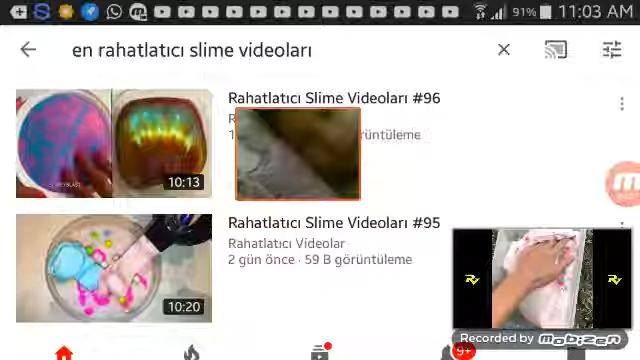 91% 11:03 AM
en rahatlatıcı slime videoları
Rahatlatıcı Slime Videoları #96
görüntüleme
10:13
Rahatlatıcı Slime Videoları #95
Rahatlatıcı Videolar
2 gün önce · 59 B görüntüleme
10:20
9+
Recorded by mobizen